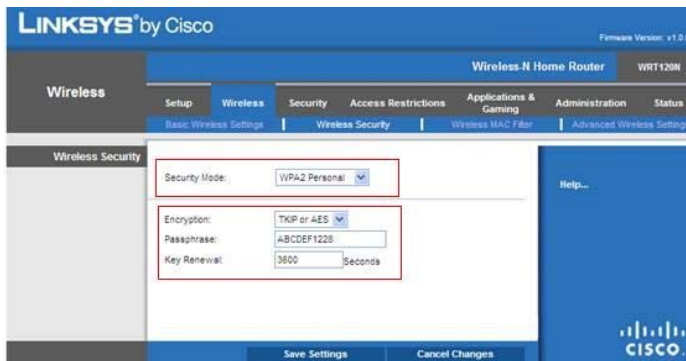 LINKSYS® by Cisco
Firmware Version: v1.0.
Wireless-N Home Router WRT120N
Wireless
Setup Wireless Security Access Restrictions Applications & Gaming Administration Status
Basic Wireless Settings Wireless Security Wireless MAC Filter Advanced Wireless Settings
Wireless Security
Security Mode: WPA2 Personal
Help...
Encryption: TKIP or AES
Passphrase: ABCDEF1228
Key Renewal: 3600 Seconds
Save Settings Cancel Changes
CISCO